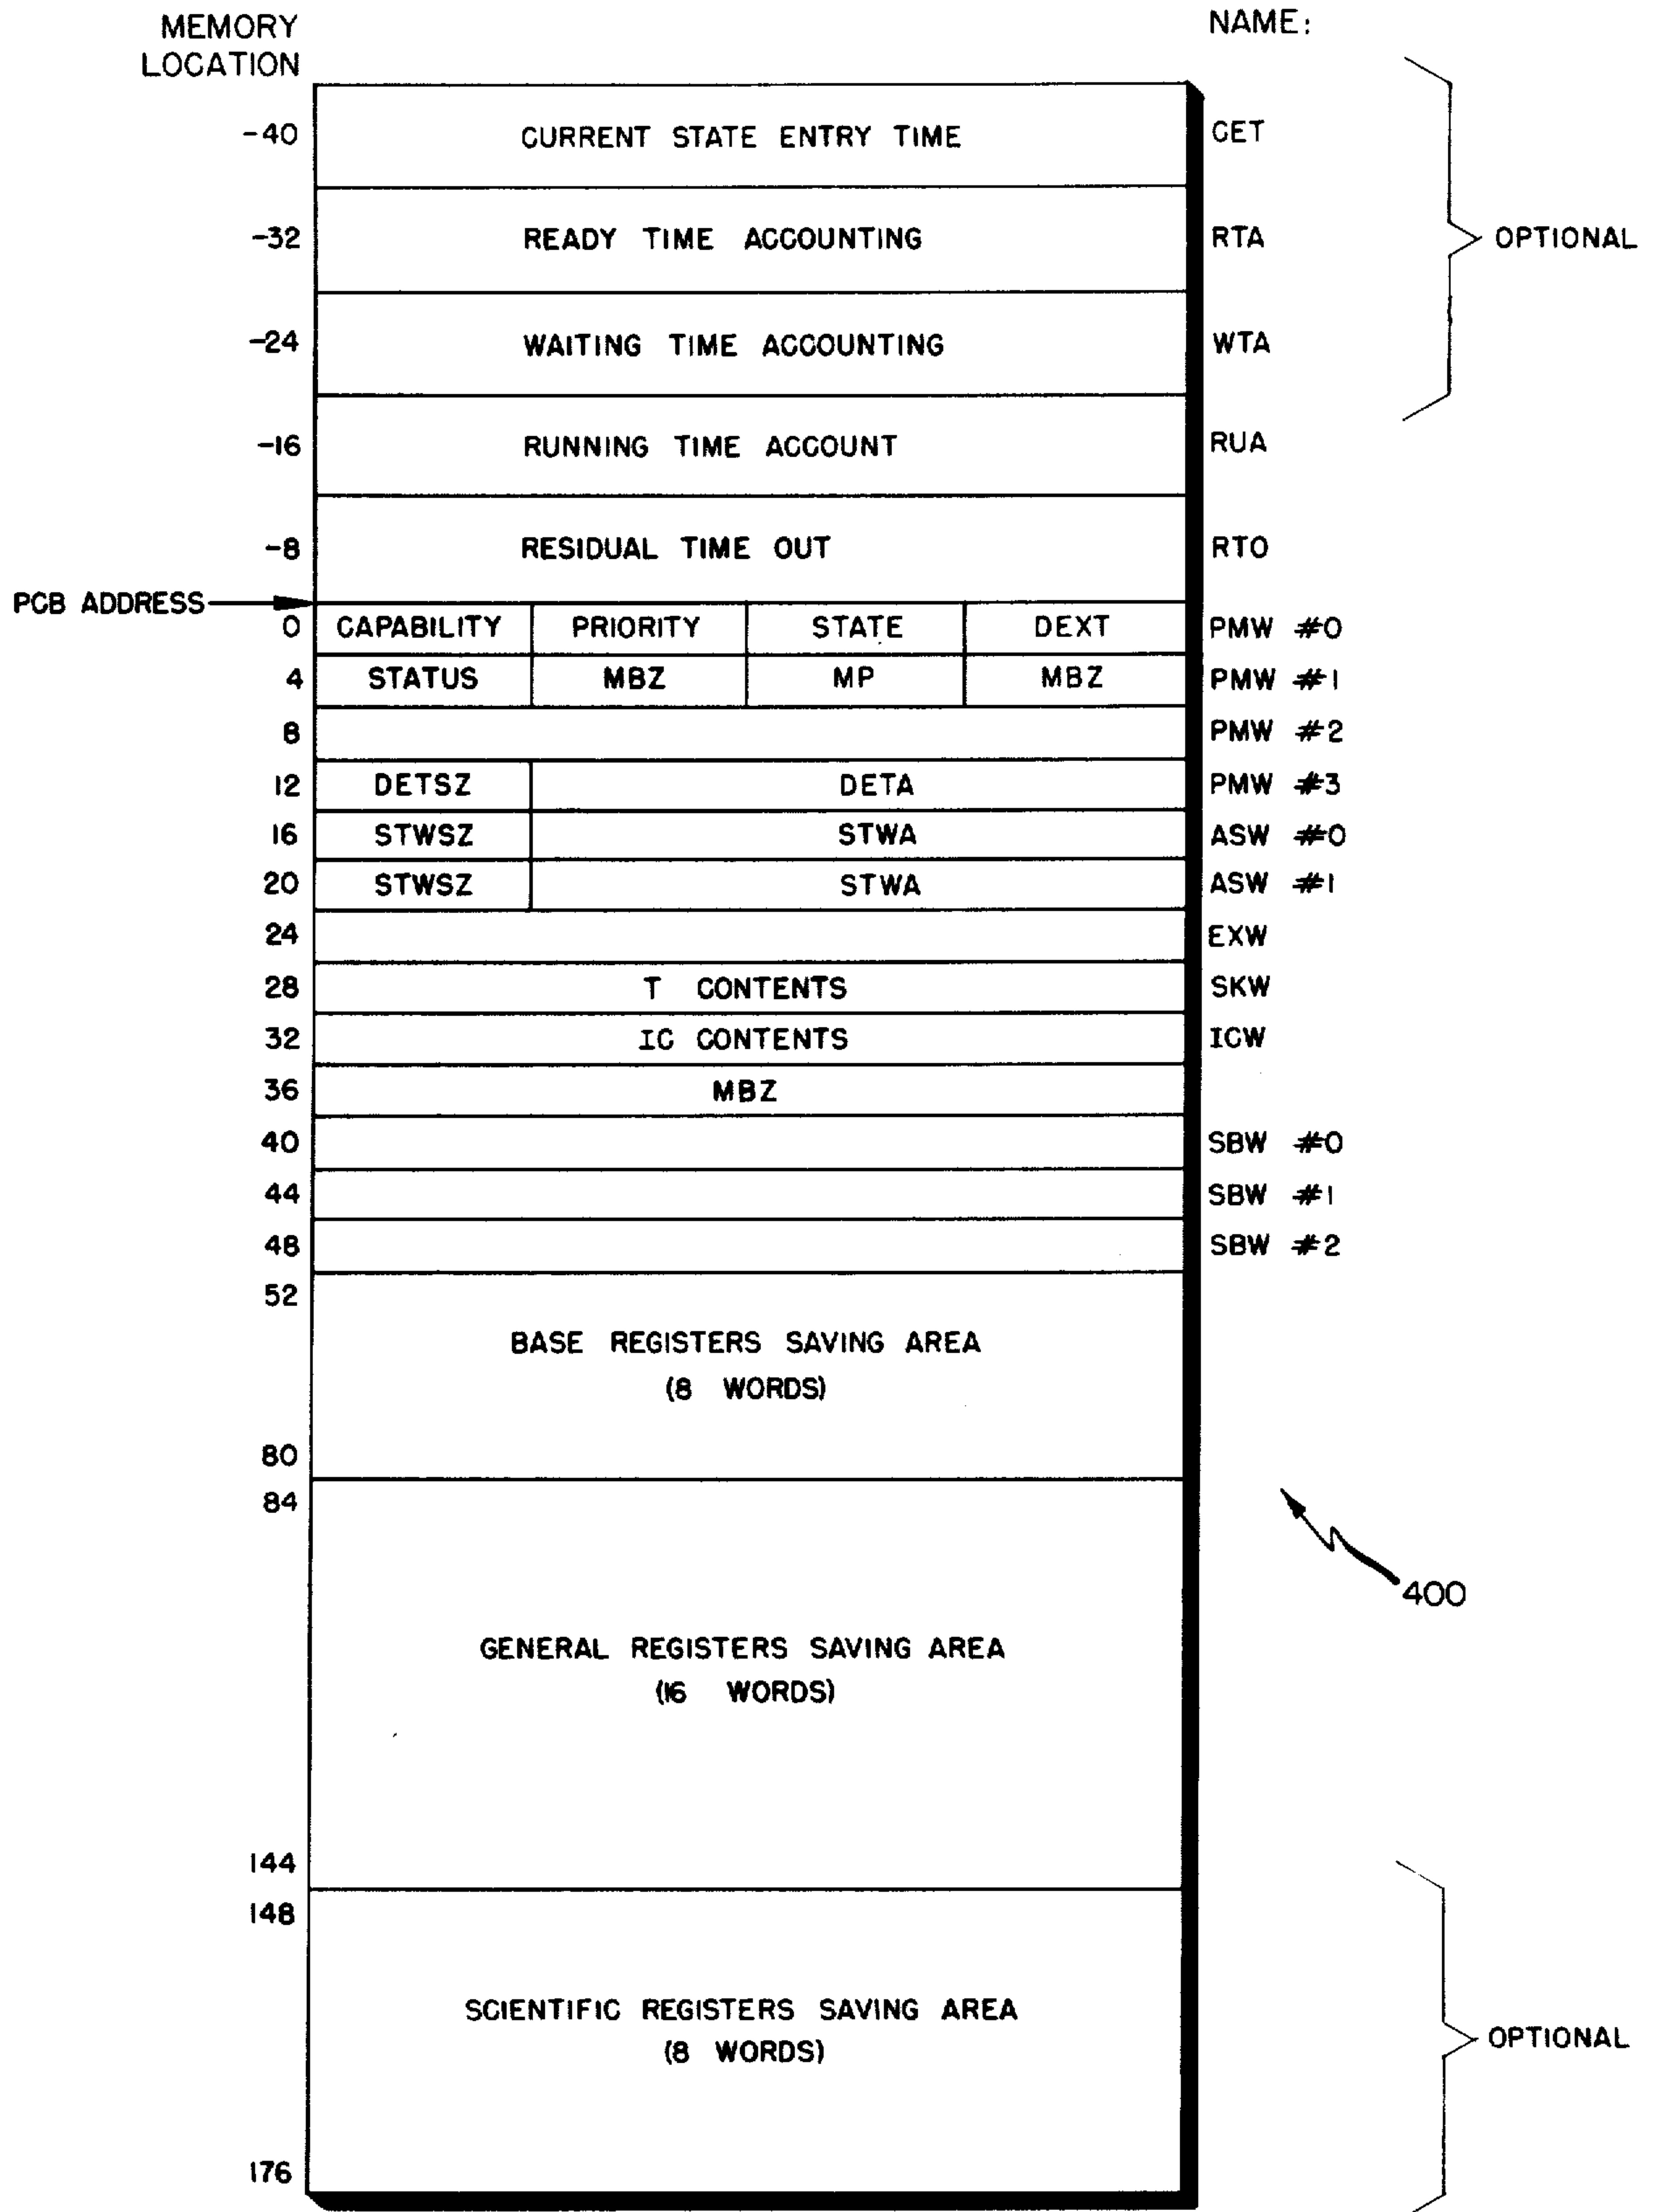 MEMORY
LOCATION
NAME:
-40 CURRENT STATE ENTRY TIME CET
-32 READY TIME ACCOUNTING RTA
OPTIONAL
-24 WAITING TIME ACCOUNTING WTA
-16 RUNNING TIME ACCOUNT RUA
-8 RESIDUAL TIME OUT RTO
PCB ADDRESS
0 CAPABILITY PRIORITY STATE DEXT PMW #0
4 STATUS MBZ MP MBZ PMW #1
8 PMW #2
12 DETSZ DETA PMW #3
16 STWSZ STWA ASW #0
20 STWSZ STWA ASW #1
24 EXW
28 T CONTENTS SKW
32 IC CONTENTS ICW
36 MBZ
40 SBW #0
44 SBW #1
48 SBW #2
52
BASE REGISTERS SAVING AREA
(8 WORDS)
80
84
400
GENERAL REGISTERS SAVING AREA
(16 WORDS)
144
148
SCIENTIFIC REGISTERS SAVING AREA
(8 WORDS)
OPTIONAL
176